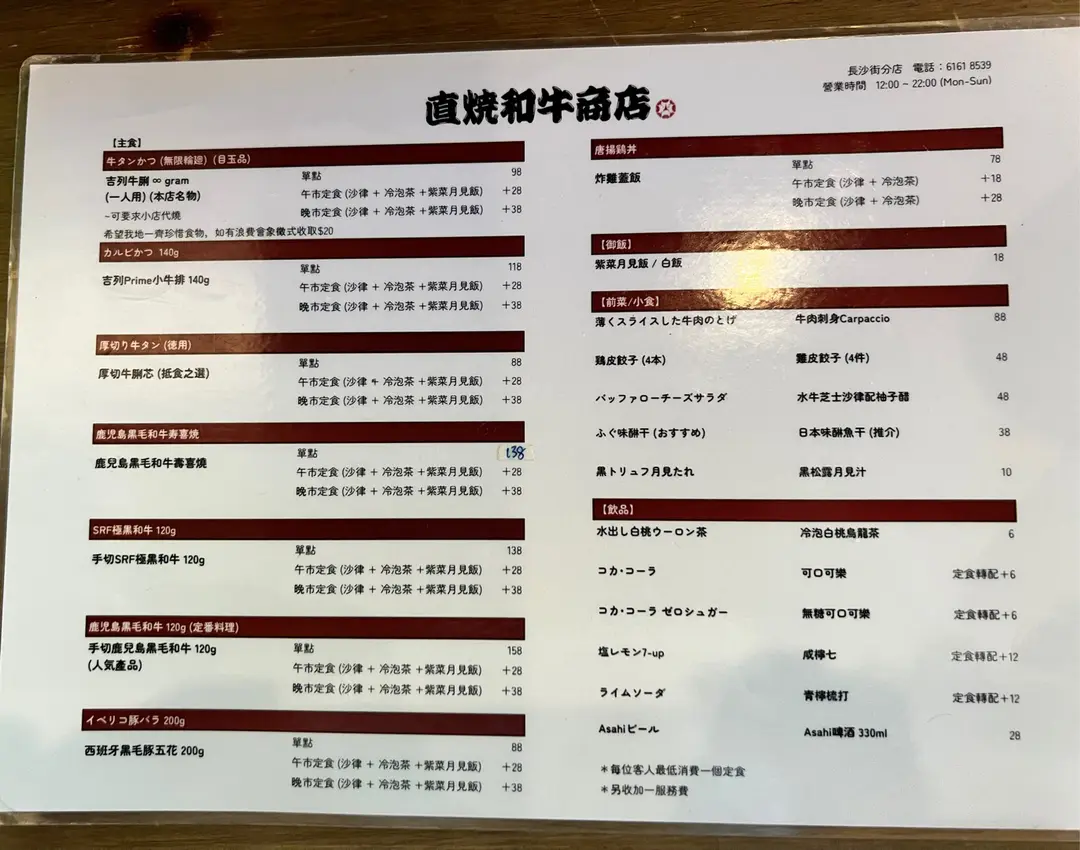 長沙街分店 電話：6161 8539
營業時間 12:00 ~ 22:00 (Mon-Sun)
直焼和牛商店
【主食】
牛タンかつ (無限輪迴) (目玉品)
吉列牛脷 ∞ gram
(一人用) (本店名物)
~可要求小店代燒
希望我地一齊珍惜食物，如有浪費會象徵式收取$20
單點 98
午市定食 (沙律 + 冷泡茶 +紫菜月見飯) +28
晚市定食 (沙律 + 冷泡茶 +紫菜月見飯) +38
カルビかつ 140g
吉列Prime小牛排 140g
單點 118
午市定食 (沙律 + 冷泡茶 +紫菜月見飯) +28
晚市定食 (沙律 + 冷泡茶 +紫菜月見飯) +38
厚切り牛タン (徳用)
厚切牛脷芯 (抵食之選)
單點 88
午市定食 (沙律 + 冷泡茶 +紫菜月見飯) +28
晚市定食 (沙律 + 冷泡茶 +紫菜月見飯) +38
鹿児島黒毛和牛寿喜焼
鹿兒島黑毛和牛壽喜燒
單點 138
午市定食 (沙律 + 冷泡茶 +紫菜月見飯) +28
晚市定食 (沙律 + 冷泡茶 +紫菜月見飯) +38
SRF極黒和牛 120g
手切SRF極黑和牛 120g
單點 138
午市定食 (沙律 + 冷泡茶 +紫菜月見飯) +28
晚市定食 (沙律 + 冷泡茶 +紫菜月見飯) +38
鹿児島黒毛和牛 120g (定番料理)
手切鹿兒島黑毛和牛 120g
(人気產品)
單點 158
午市定食 (沙律 + 冷泡茶 +紫菜月見飯) +28
晚市定食 (沙律 + 冷泡茶 +紫菜月見飯) +38
イベリコ豚バラ 200g
西班牙黑毛豚五花 200g
單點 88
午市定食 (沙律 + 冷泡茶 +紫菜月見飯) +28
晚市定食 (沙律 + 冷泡茶 +紫菜月見飯) +38
唐揚鶏丼
炸雞蓋飯
單點 78
午市定食 (沙律 + 冷泡茶) +18
晚市定食 (沙律 + 冷泡茶) +28
【御飯】
紫菜月見飯 / 白飯 18
【前菜/小食】
薄くスライスした牛肉のとげ 牛肉刺身Carpaccio 88
鶏皮餃子 (4本) 雞皮餃子 (4件) 48
バッファローチーズサラダ 水牛芝士沙律配柚子醋 48
ふぐ味醂干 (おすすめ) 日本味醂魚干 (推介) 38
黒トリュフ月見たれ 黑松露月見汁 10
【飲品】
水出し白桃ウーロン茶 冷泡白桃烏龍茶 6
コカ·コーラ 可口可樂 定食轉配+6
コカ·コーラ ゼロシュガー 無糖可口可樂 定食轉配+6
塩レモン7-up 咸檸七 定食轉配+12
ライムソーダ 青檸梳打 定食轉配+12
Asahiビール Asahi啤酒 330ml 28
＊每位客人最低消費一個定食
＊另收加一服務費